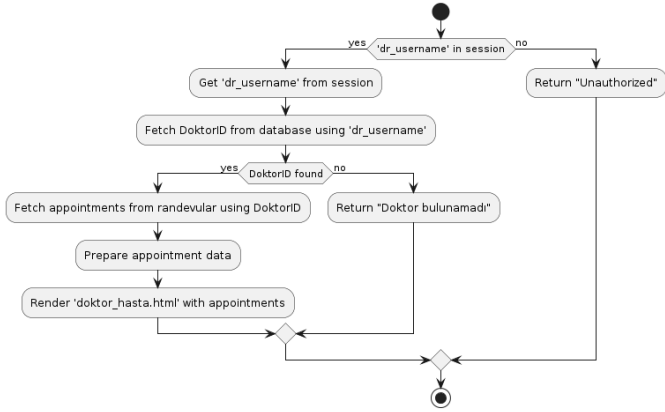 yes
'dr_username' in session
no
Get 'dr_username' from session
Return "Unauthorized"
Fetch DoktorID from database using 'dr_username'
yes
DoktorID found
no
Fetch appointments from randevular using DoktorID
Return "Doktor bulunamadı"
Prepare appointment data
Render 'doktor_hasta.html' with appointments